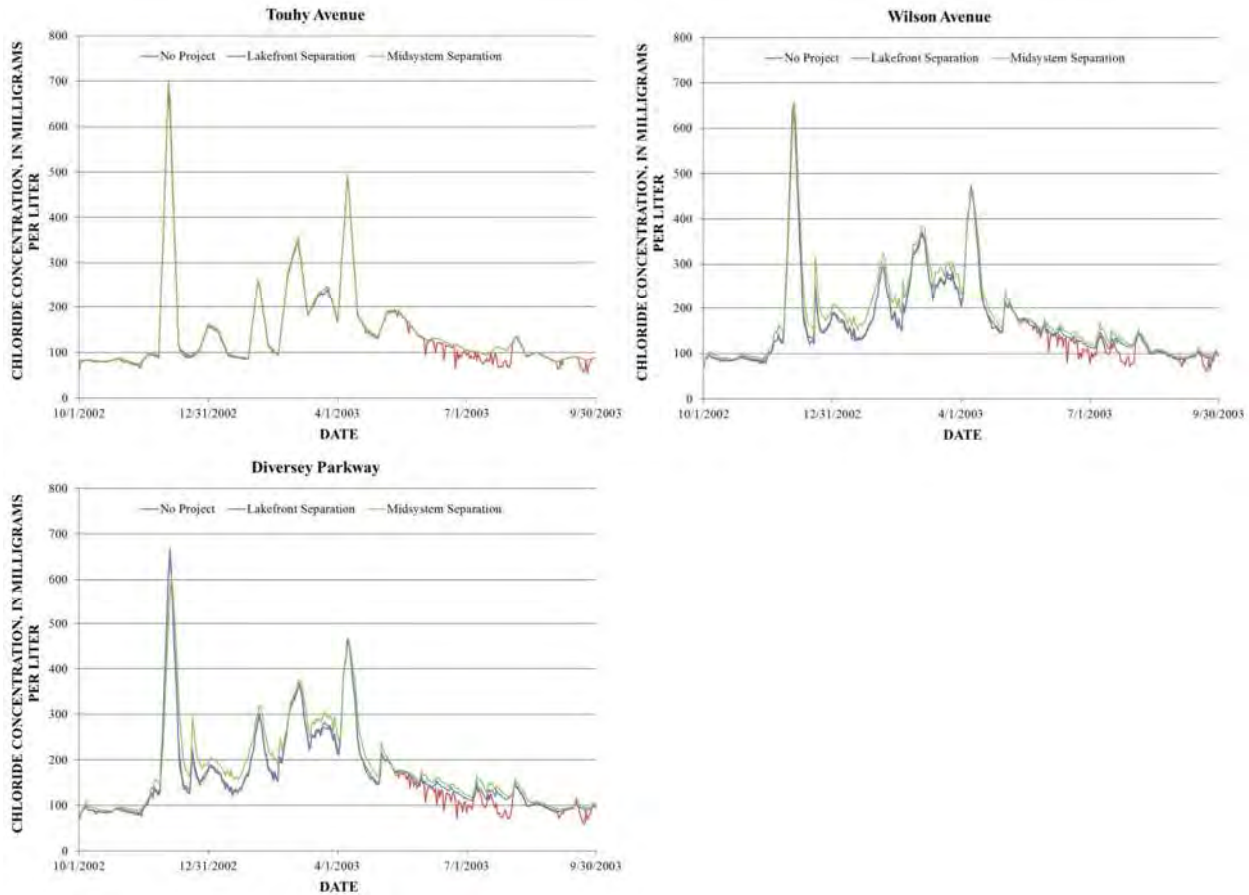 Touhy Avenue
CHLORIDE CONCENTRATION, IN MILLIGRAMS
PER LITER
800
700
600
500
400
300
200
100
0
No Project Lakefront Separation Midsystem Separation
10/1/2002 12/31/2002 4/1/2003 7/1/2003 9/30/2003
DATE
Wilson Avenue
CHLORIDE CONCENTRATION, IN MILLIGRAMS
PER LITER
800
700
600
500
400
300
200
100
0
No Project Lakefront Separation Midsystem Separation
10/1/2002 12/31/2002 4/1/2003 7/1/2003 9/30/2003
DATE
Diversey Parkway
CHLORIDE CONCENTRATION, IN MILLIGRAMS
PER LITER
800
700
600
500
400
300
200
100
0
No Project Lakefront Separation Midsystem Separation
10/1/2002 12/31/2002 4/1/2003 7/1/2003 9/30/2003
DATE